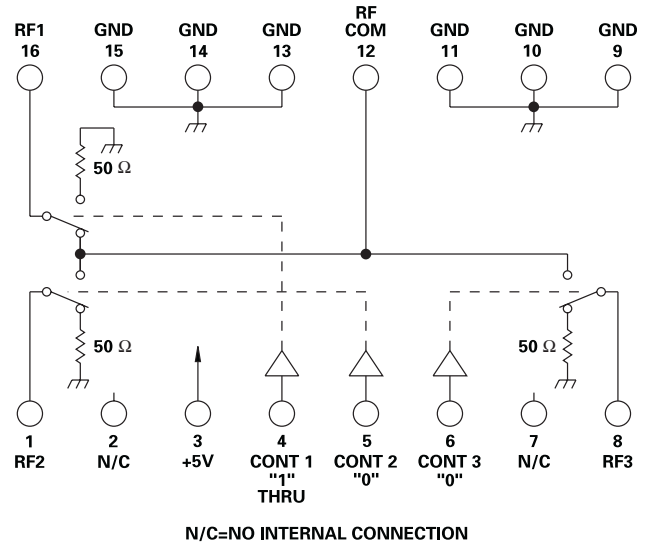 RF1 GND GND GND RF COM GND GND GND
16 15 14 13 12 11 10 9
50 Ω
50 Ω 50 Ω
1 2 3 4 5 6 7 8
RF2 N/C +5V CONT 1 CONT 2 CONT 3 N/C RF3
"1" "0" "0"
THRU
N/C=NO INTERNAL CONNECTION